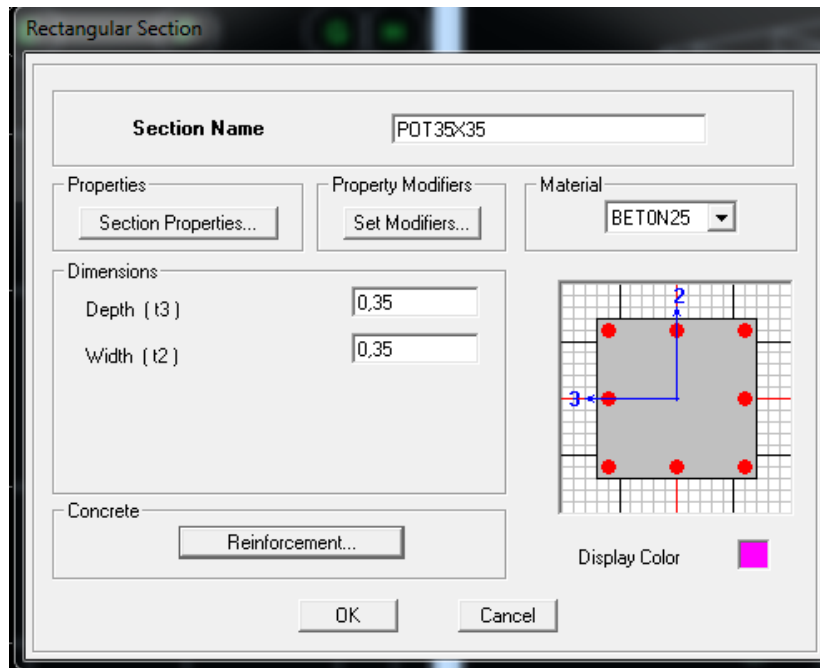 Rectangular Section
Section Name POT35X35
Properties
Section Properties...
Property Modifiers
Set Modifiers...
Material
BETON25
Dimensions
Depth ( t3 ) 0,35
Width ( t2 ) 0,35
2
3
Concrete
Reinforcement...
Display Color
OK Cancel